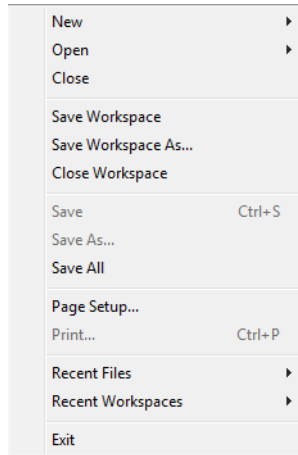 New
Open
Close
Save Workspace
Save Workspace As...
Close Workspace
Save Ctrl+S
Save As...
Save All
Page Setup...
Print... Ctrl+P
Recent Files
Recent Workspaces
Exit